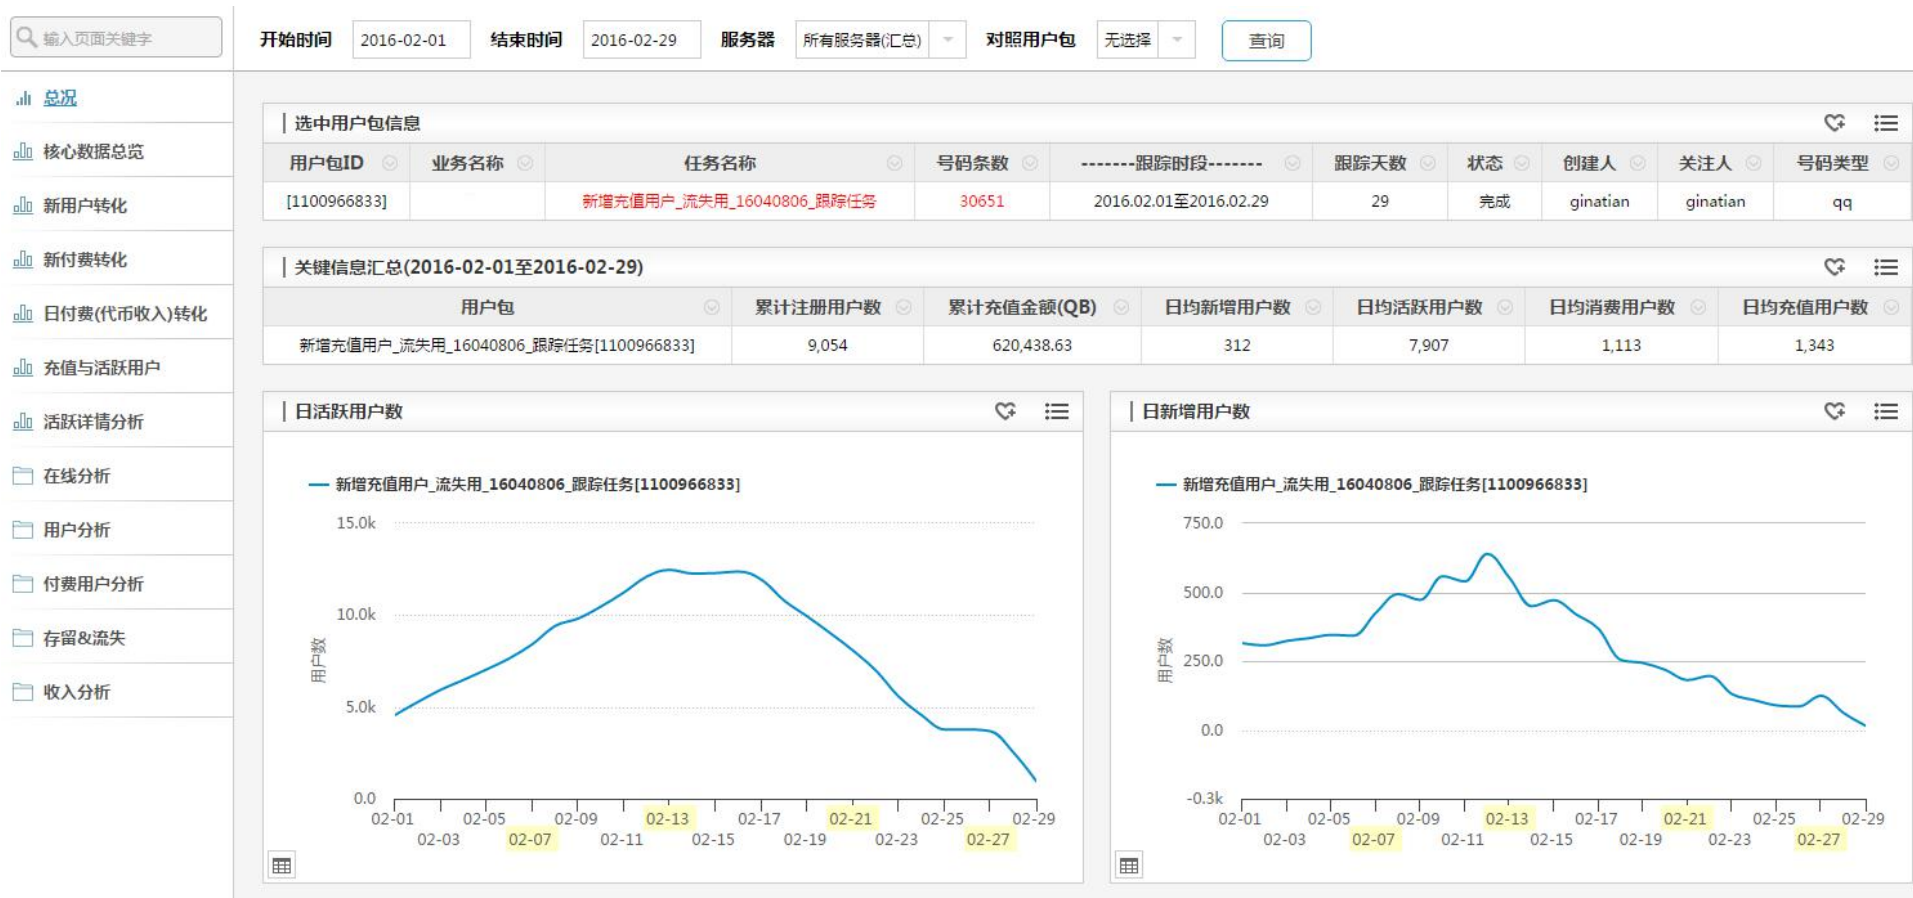 输入页面关键字
开始时间 2016-02-01 结束时间 2016-02-29 服务器 所有服务器(汇总) 对照用户包 无选择 查询
总况
核心数据总览
新用户转化
新付费转化
日付费(代币收入)转化
充值与活跃用户
活跃详情分析
在线分析
用户分析
付费用户分析
存留&流失
收入分析
选中用户包信息
用户包ID 业务名称 任务名称 号码条数 -------跟踪时段------- 跟踪天数 状态 创建人 关注人 号码类型
[1100966833] 新增充值用户_流失用_16040806_跟踪任务 30651 2016.02.01至2016.02.29 29 完成 ginatian ginatian qq
关键信息汇总(2016-02-01至2016-02-29)
用户包 累计注册用户数 累计充值金额(QB) 日均新增用户数 日均活跃用户数 日均消费用户数 日均充值用户数
新增充值用户_流失用_16040806_跟踪任务[1100966833] 9,054 620,438.63 312 7,907 1,113 1,343
日活跃用户数
新增充值用户_流失用_16040806_跟踪任务[1100966833]
15.0k
10.0k
用户数
5.0k
0.0
02-01 02-05 02-09 02-13 02-17 02-21 02-25 02-29
02-03 02-07 02-11 02-15 02-19 02-23 02-27
日新增用户数
新增充值用户_流失用_16040806_跟踪任务[1100966833]
750.0
500.0
用户数
250.0
0.0
-0.3k
02-01 02-05 02-09 02-13 02-17 02-21 02-25 02-29
02-03 02-07 02-11 02-15 02-19 02-23 02-27